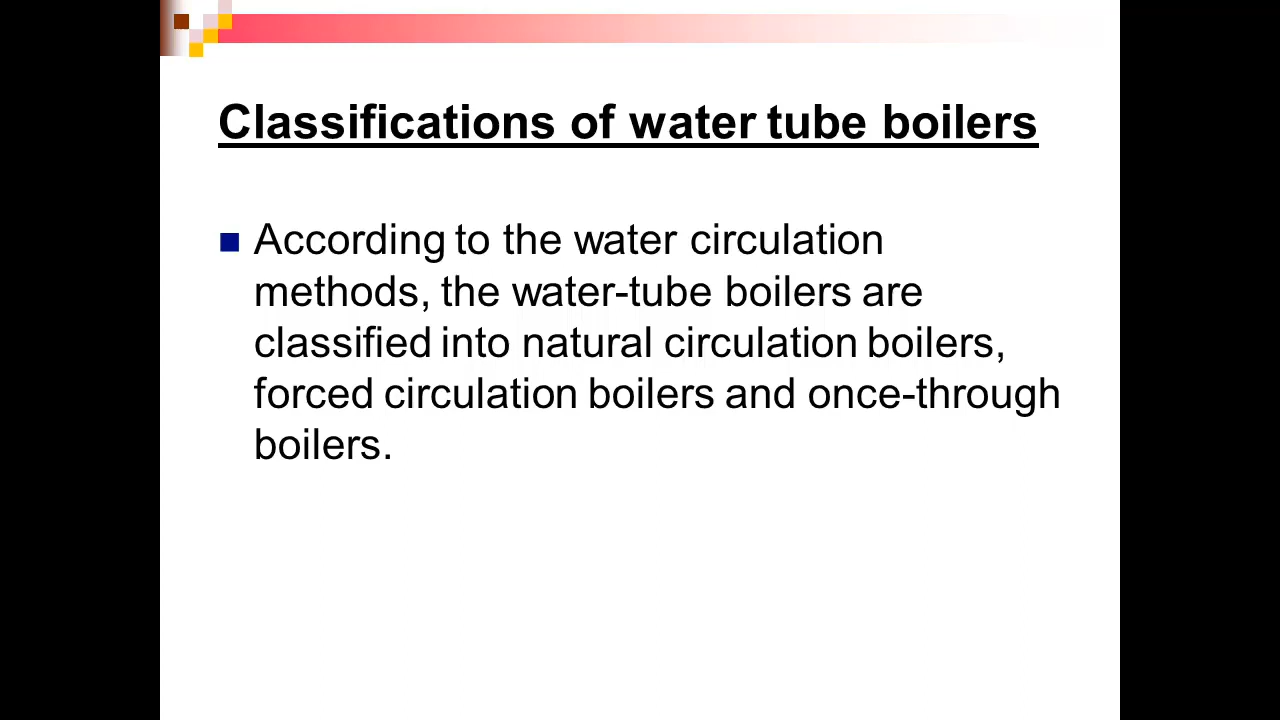 Classifications of water tube boilers
According to the water circulation
methods, the water-tube boilers are
classified into natural circulation boilers,
forced circulation boilers and once-through
boilers.